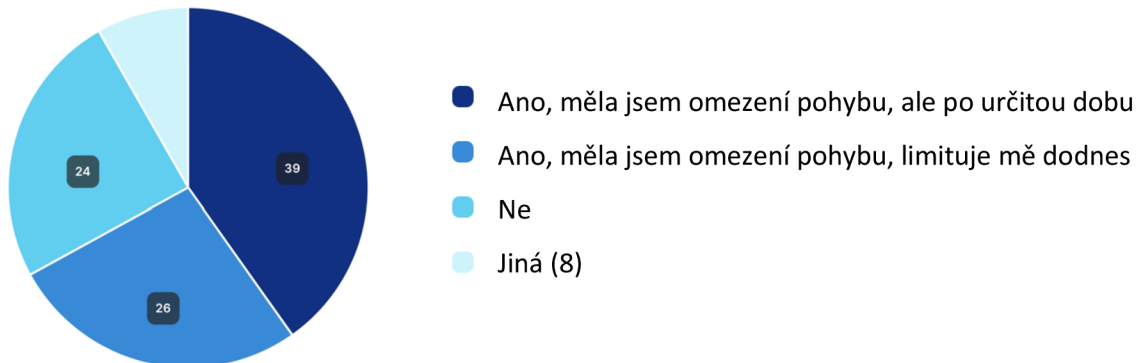 39
24
26
Ano, měla jsem omezení pohybu, ale po určitou dobu
Ano, měla jsem omezení pohybu, limituje mě dodnes
Ne
Jiná (8)